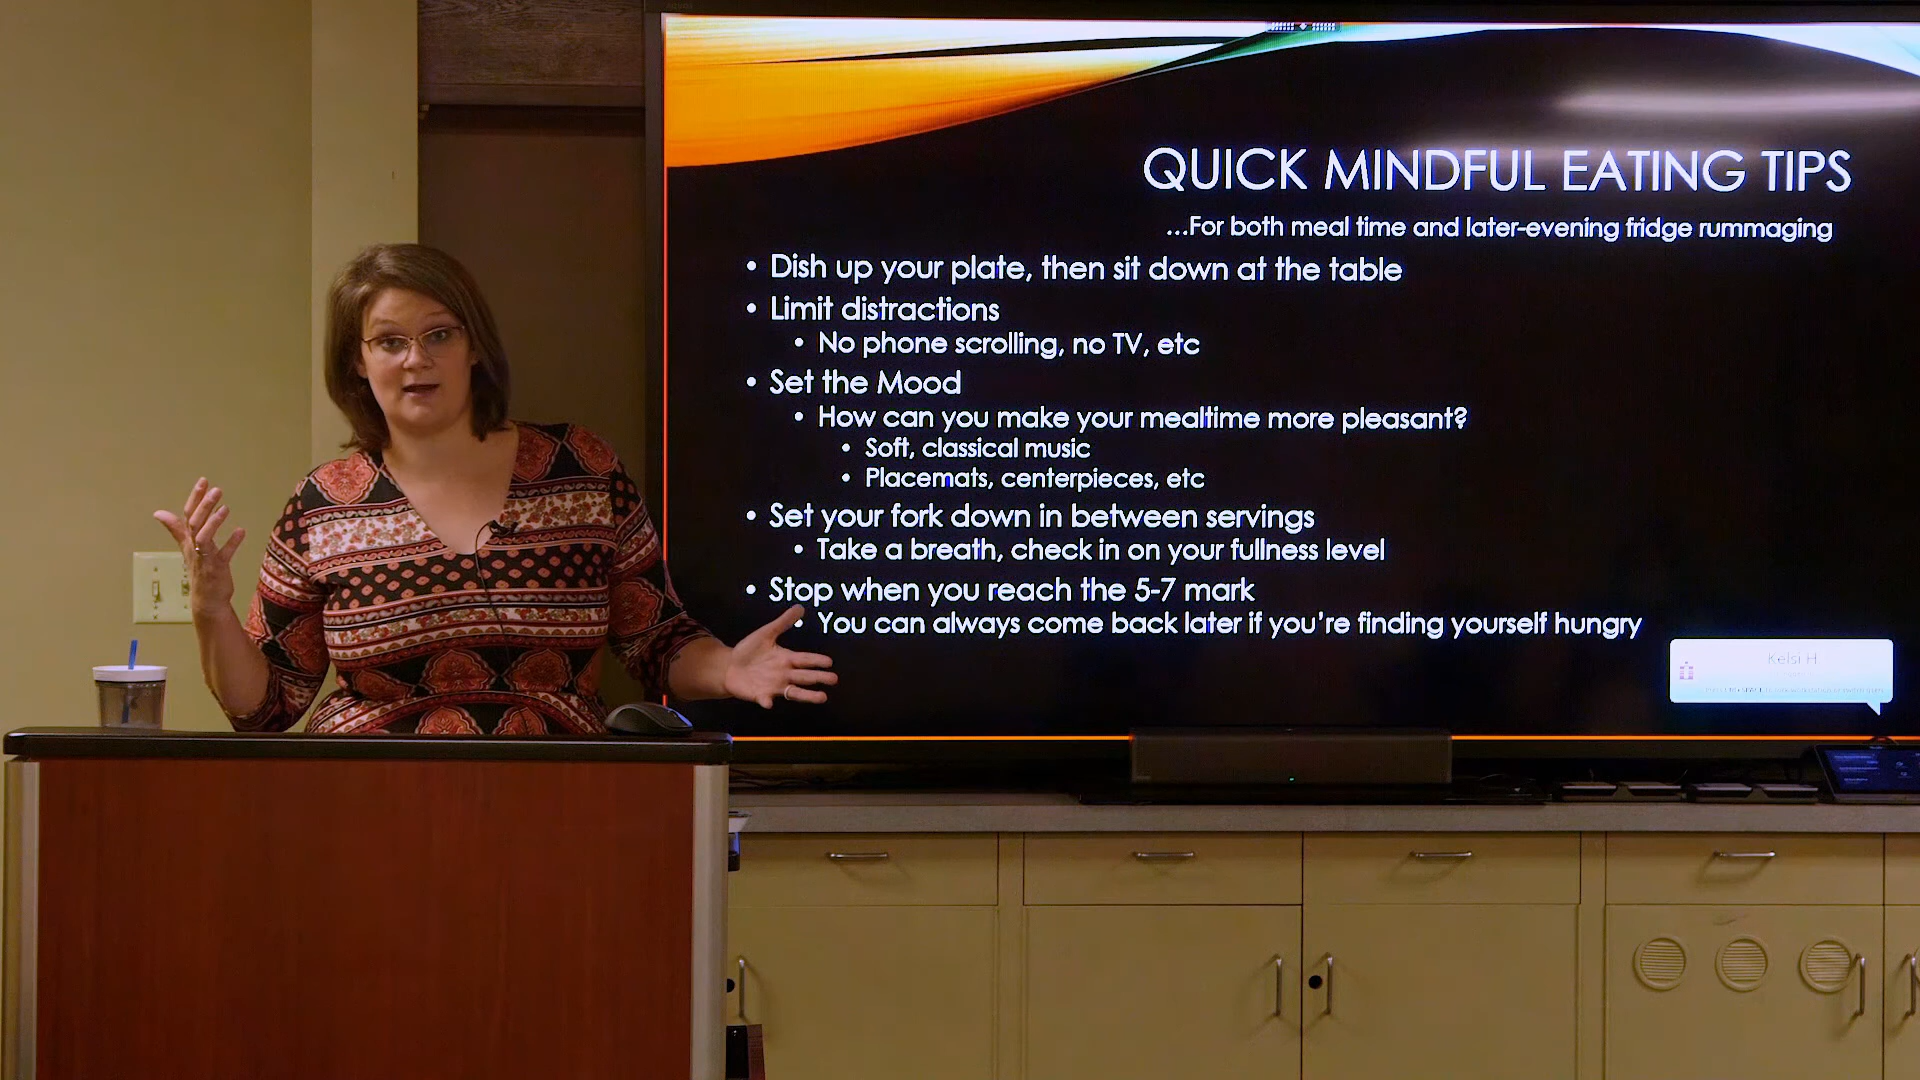 QUICK MINDFUL EATING TIPS
...For both meal time and later-evening fridge rummaging
• Dish up your plate, then sit down at the table
• Limit distractions
• No phone scrolling, no TV, etc
• Set the Mood
• How can you make your mealtime more pleasant?
• Soft, classical music
• Placemats, centerpieces, etc
• Set your fork down in between servings
• Take a breath, check in on your fullness level
• Stop when you reach the 5-7 mark
• You can always come back later if you're finding yourself hungry
Kelsi H